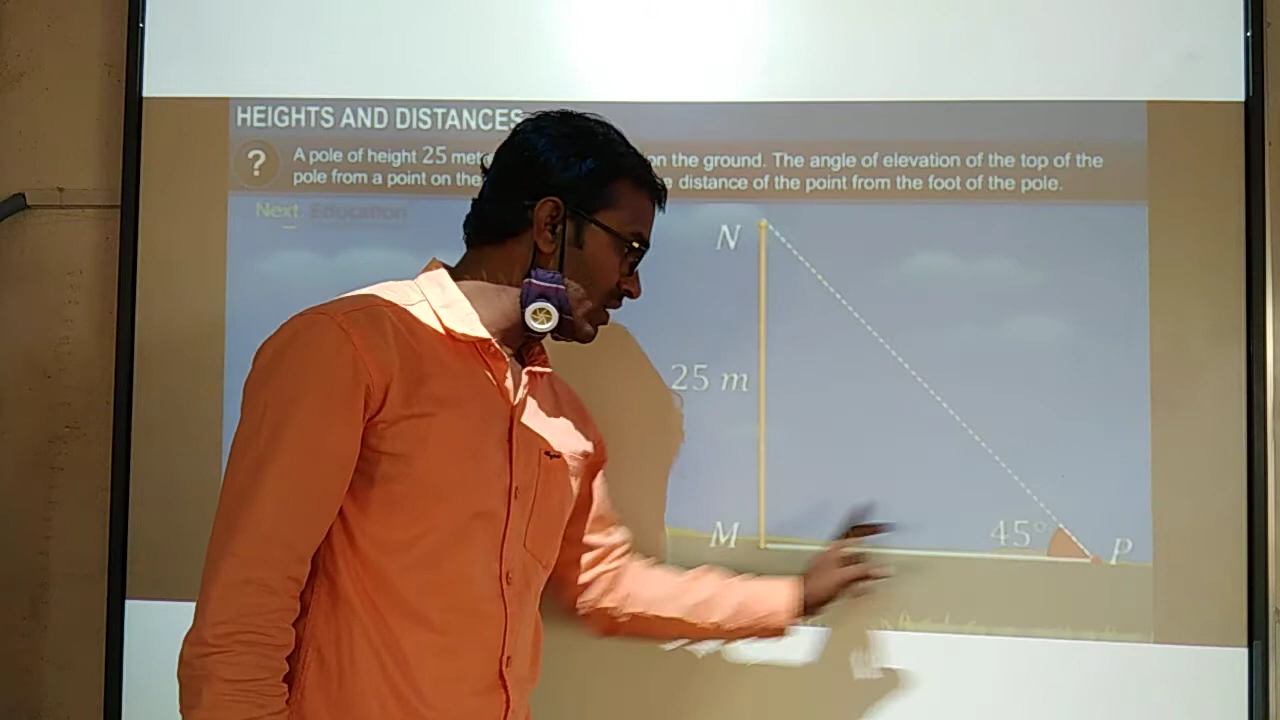 HEIGHTS AND DISTANCES
?
A pole of height 25 on the ground. The angle of elevation of the top of the
pole from a point on the distance of the point from the foot of the pole.
Next Education
N
25 m
M
45°
P